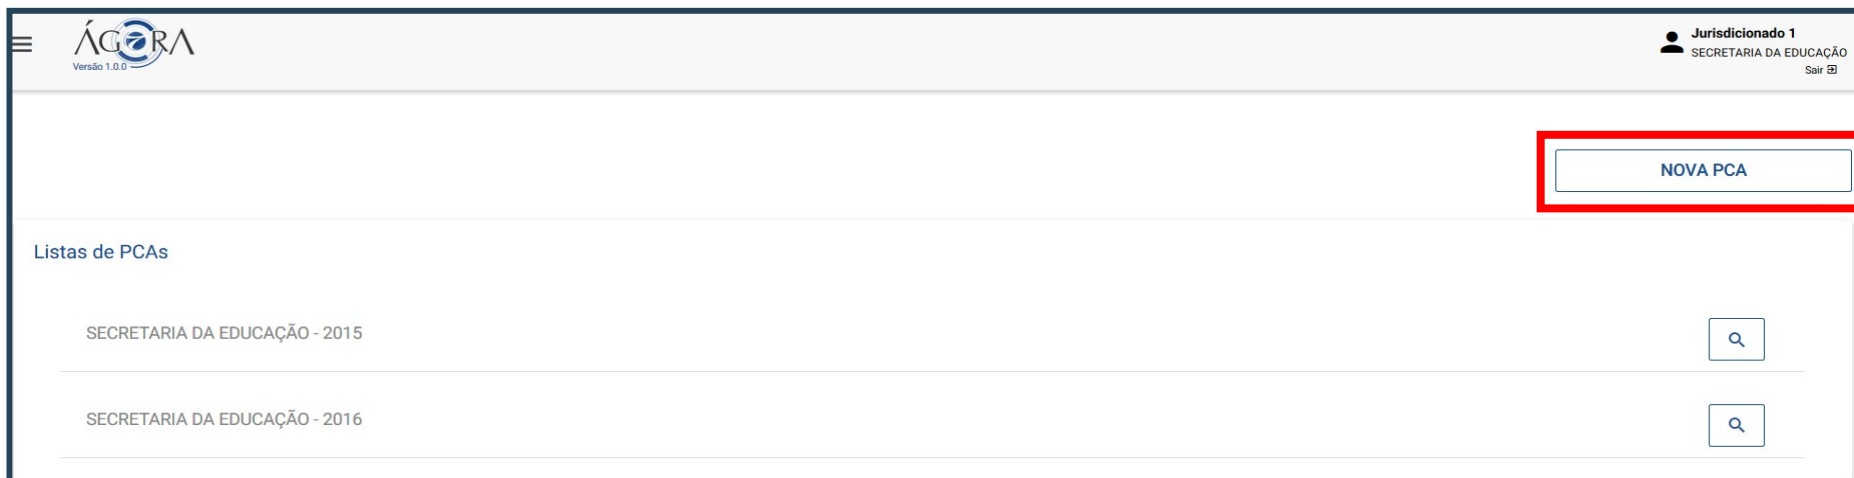 ÁGORA
Versão 1.0.0
Jurisdicionado 1
SECRETARIA DA EDUCAÇÃO
Sair
NOVA PCA
Listas de PCAs
SECRETARIA DA EDUCAÇÃO - 2015
SECRETARIA DA EDUCAÇÃO - 2016